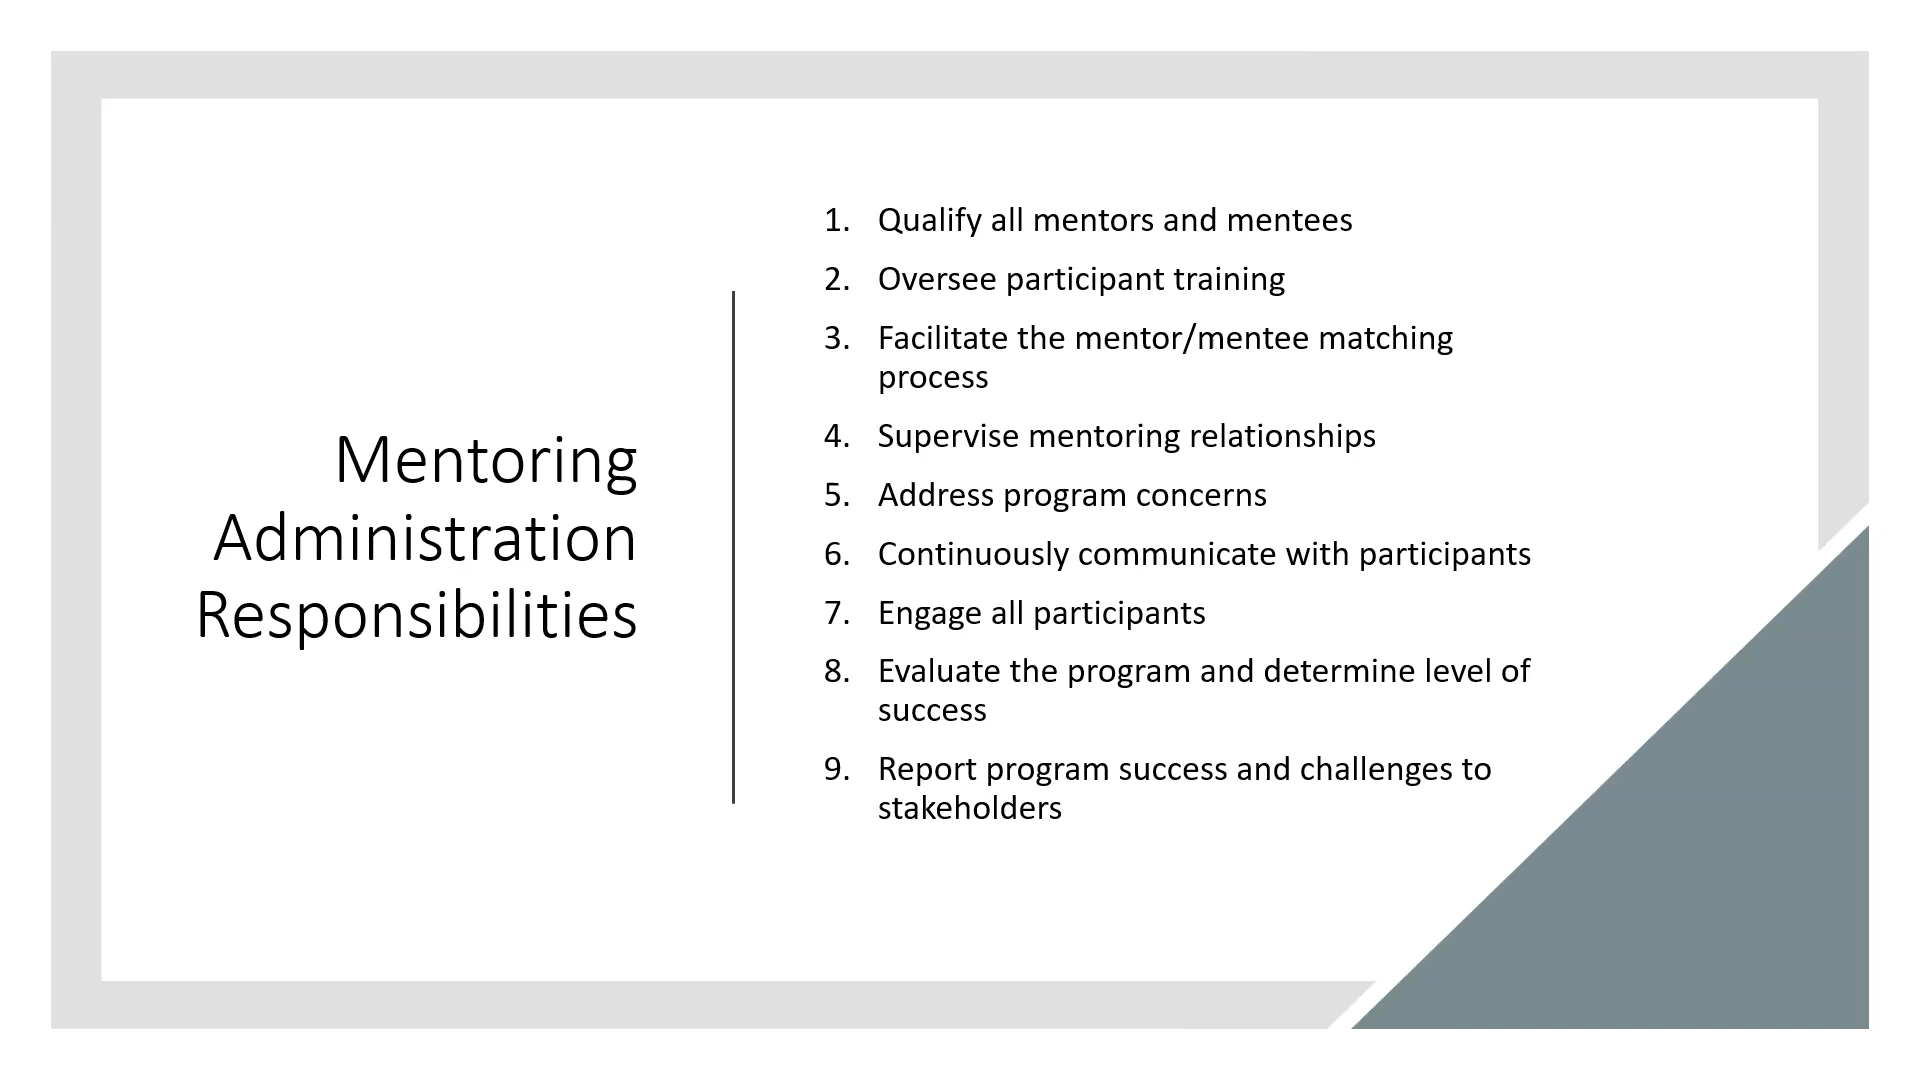 Mentoring
Administration
Responsibilities
1. Qualify all mentors and mentees
2. Oversee participant training
3. Facilitate the mentor/mentee matching
process
4. Supervise mentoring relationships
5. Address program concerns
6. Continuously communicate with participants
7. Engage all participants
8. Evaluate the program and determine level of
success
9. Report program success and challenges to
stakeholders